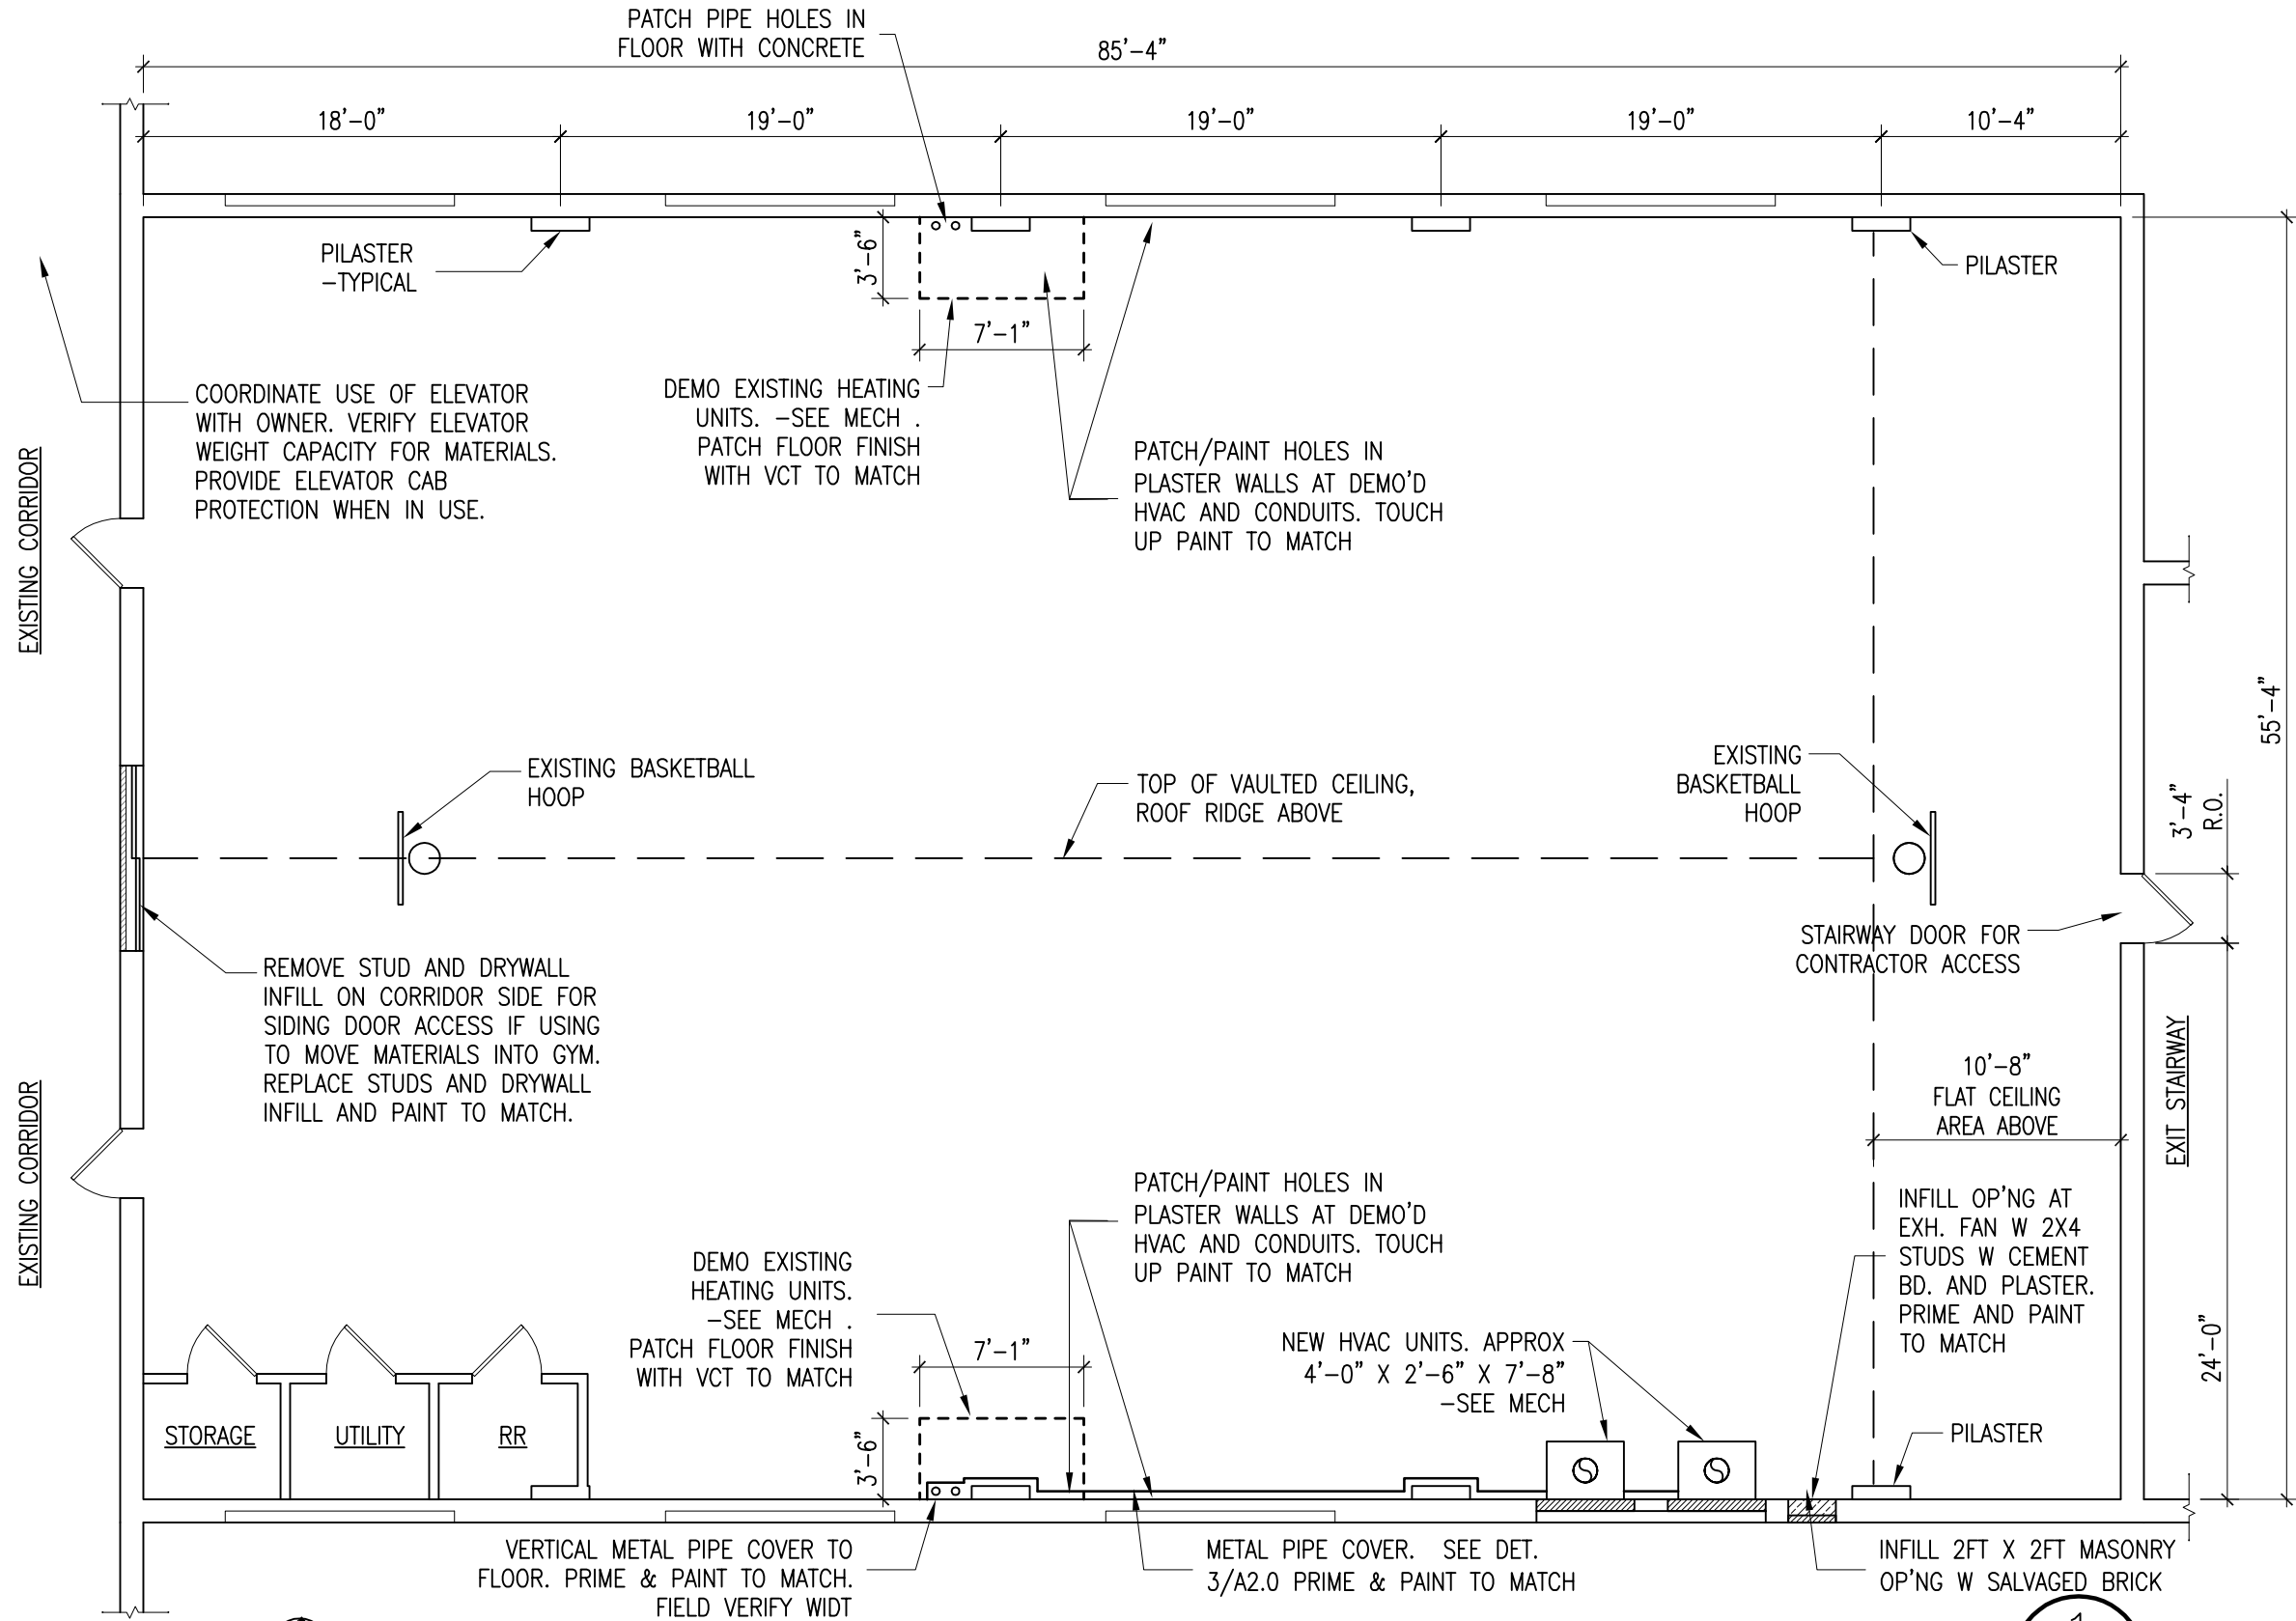 PATCH PIPE HOLES IN
FLOOR WITH CONCRETE
85'-4"
18'-0"
19'-0"
19'-0"
19'-0"
10'-4"
PILASTER
-TYPICAL
3'-6"
7'-1"
PILASTER
COORDINATE USE OF ELEVATOR
WITH OWNER. VERIFY ELEVATOR
WEIGHT CAPACITY FOR MATERIALS.
PROVIDE ELEVATOR CAB
PROTECTION WHEN IN USE.
DEMO EXISTING HEATING
UNITS. -SEE MECH .
PATCH FLOOR FINISH
WITH VCT TO MATCH
PATCH/PAINT HOLES IN
PLASTER WALLS AT DEMO'D
HVAC AND CONDUITS. TOUCH
UP PAINT TO MATCH
EXISTING CORRIDOR
55'-4"
EXISTING BASKETBALL
HOOP
TOP OF VAULTED CEILING,
ROOF RIDGE ABOVE
EXISTING
BASKETBALL
HOOP
3'-4"
R.O.
STAIRWAY DOOR FOR
CONTRACTOR ACCESS
REMOVE STUD AND DRYWALL
INFILL ON CORRIDOR SIDE FOR
SIDING DOOR ACCESS IF USING
TO MOVE MATERIALS INTO GYM.
REPLACE STUDS AND DRYWALL
INFILL AND PAINT TO MATCH.
10'-8"
FLAT CEILING
AREA ABOVE
EXIT STAIRWAY
EXISTING CORRIDOR
PATCH/PAINT HOLES IN
PLASTER WALLS AT DEMO'D
HVAC AND CONDUITS. TOUCH
UP PAINT TO MATCH
INFILL OP'NG AT
EXH. FAN W 2X4
STUDS W CEMENT
BD. AND PLASTER.
PRIME AND PAINT
TO MATCH
DEMO EXISTING
HEATING UNITS.
-SEE MECH .
PATCH FLOOR FINISH
WITH VCT TO MATCH
7'-1"
3'-6"
NEW HVAC UNITS. APPROX
4'-0" X 2'-6" X 7'-8"
-SEE MECH
24'-0"
STORAGE
UTILITY
RR
PILASTER
VERTICAL METAL PIPE COVER TO
FLOOR. PRIME & PAINT TO MATCH.
FIELD VERIFY WIDT
METAL PIPE COVER. SEE DET.
3/A2.0 PRIME & PAINT TO MATCH
INFILL 2FT X 2FT MASONRY
OP'NG W SALVAGED BRICK
1